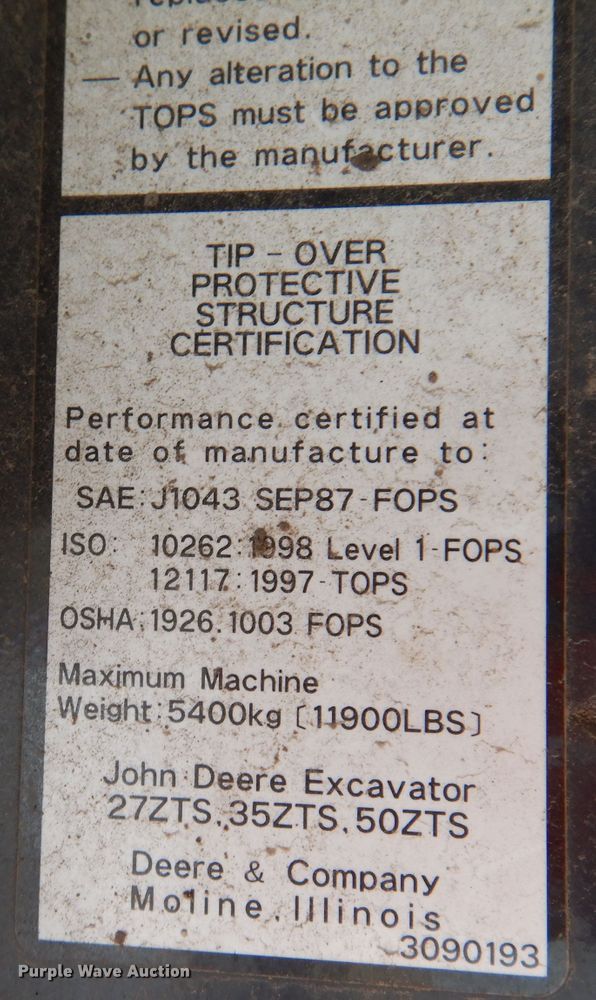 or revised.
— Any alteration to the
TOPS must be approved
by the manufacturer.
TIP - OVER
PROTECTIVE
STRUCTURE
CERTIFICATION
Performance certified at
date of manufacture to:
SAE: J1043 SEP87-FOPS
ISO: 10262:1998 Level 1-FOPS
12117:1997-TOPS
OSHA:1926.1003 FOPS
Maximum Machine
Weight:5400kg [11900LBS]
John Deere Excavator
27ZTS,35ZTS,50ZTS
Deere & Company
Moline,Illinois
3090193
Purple Wave Auction